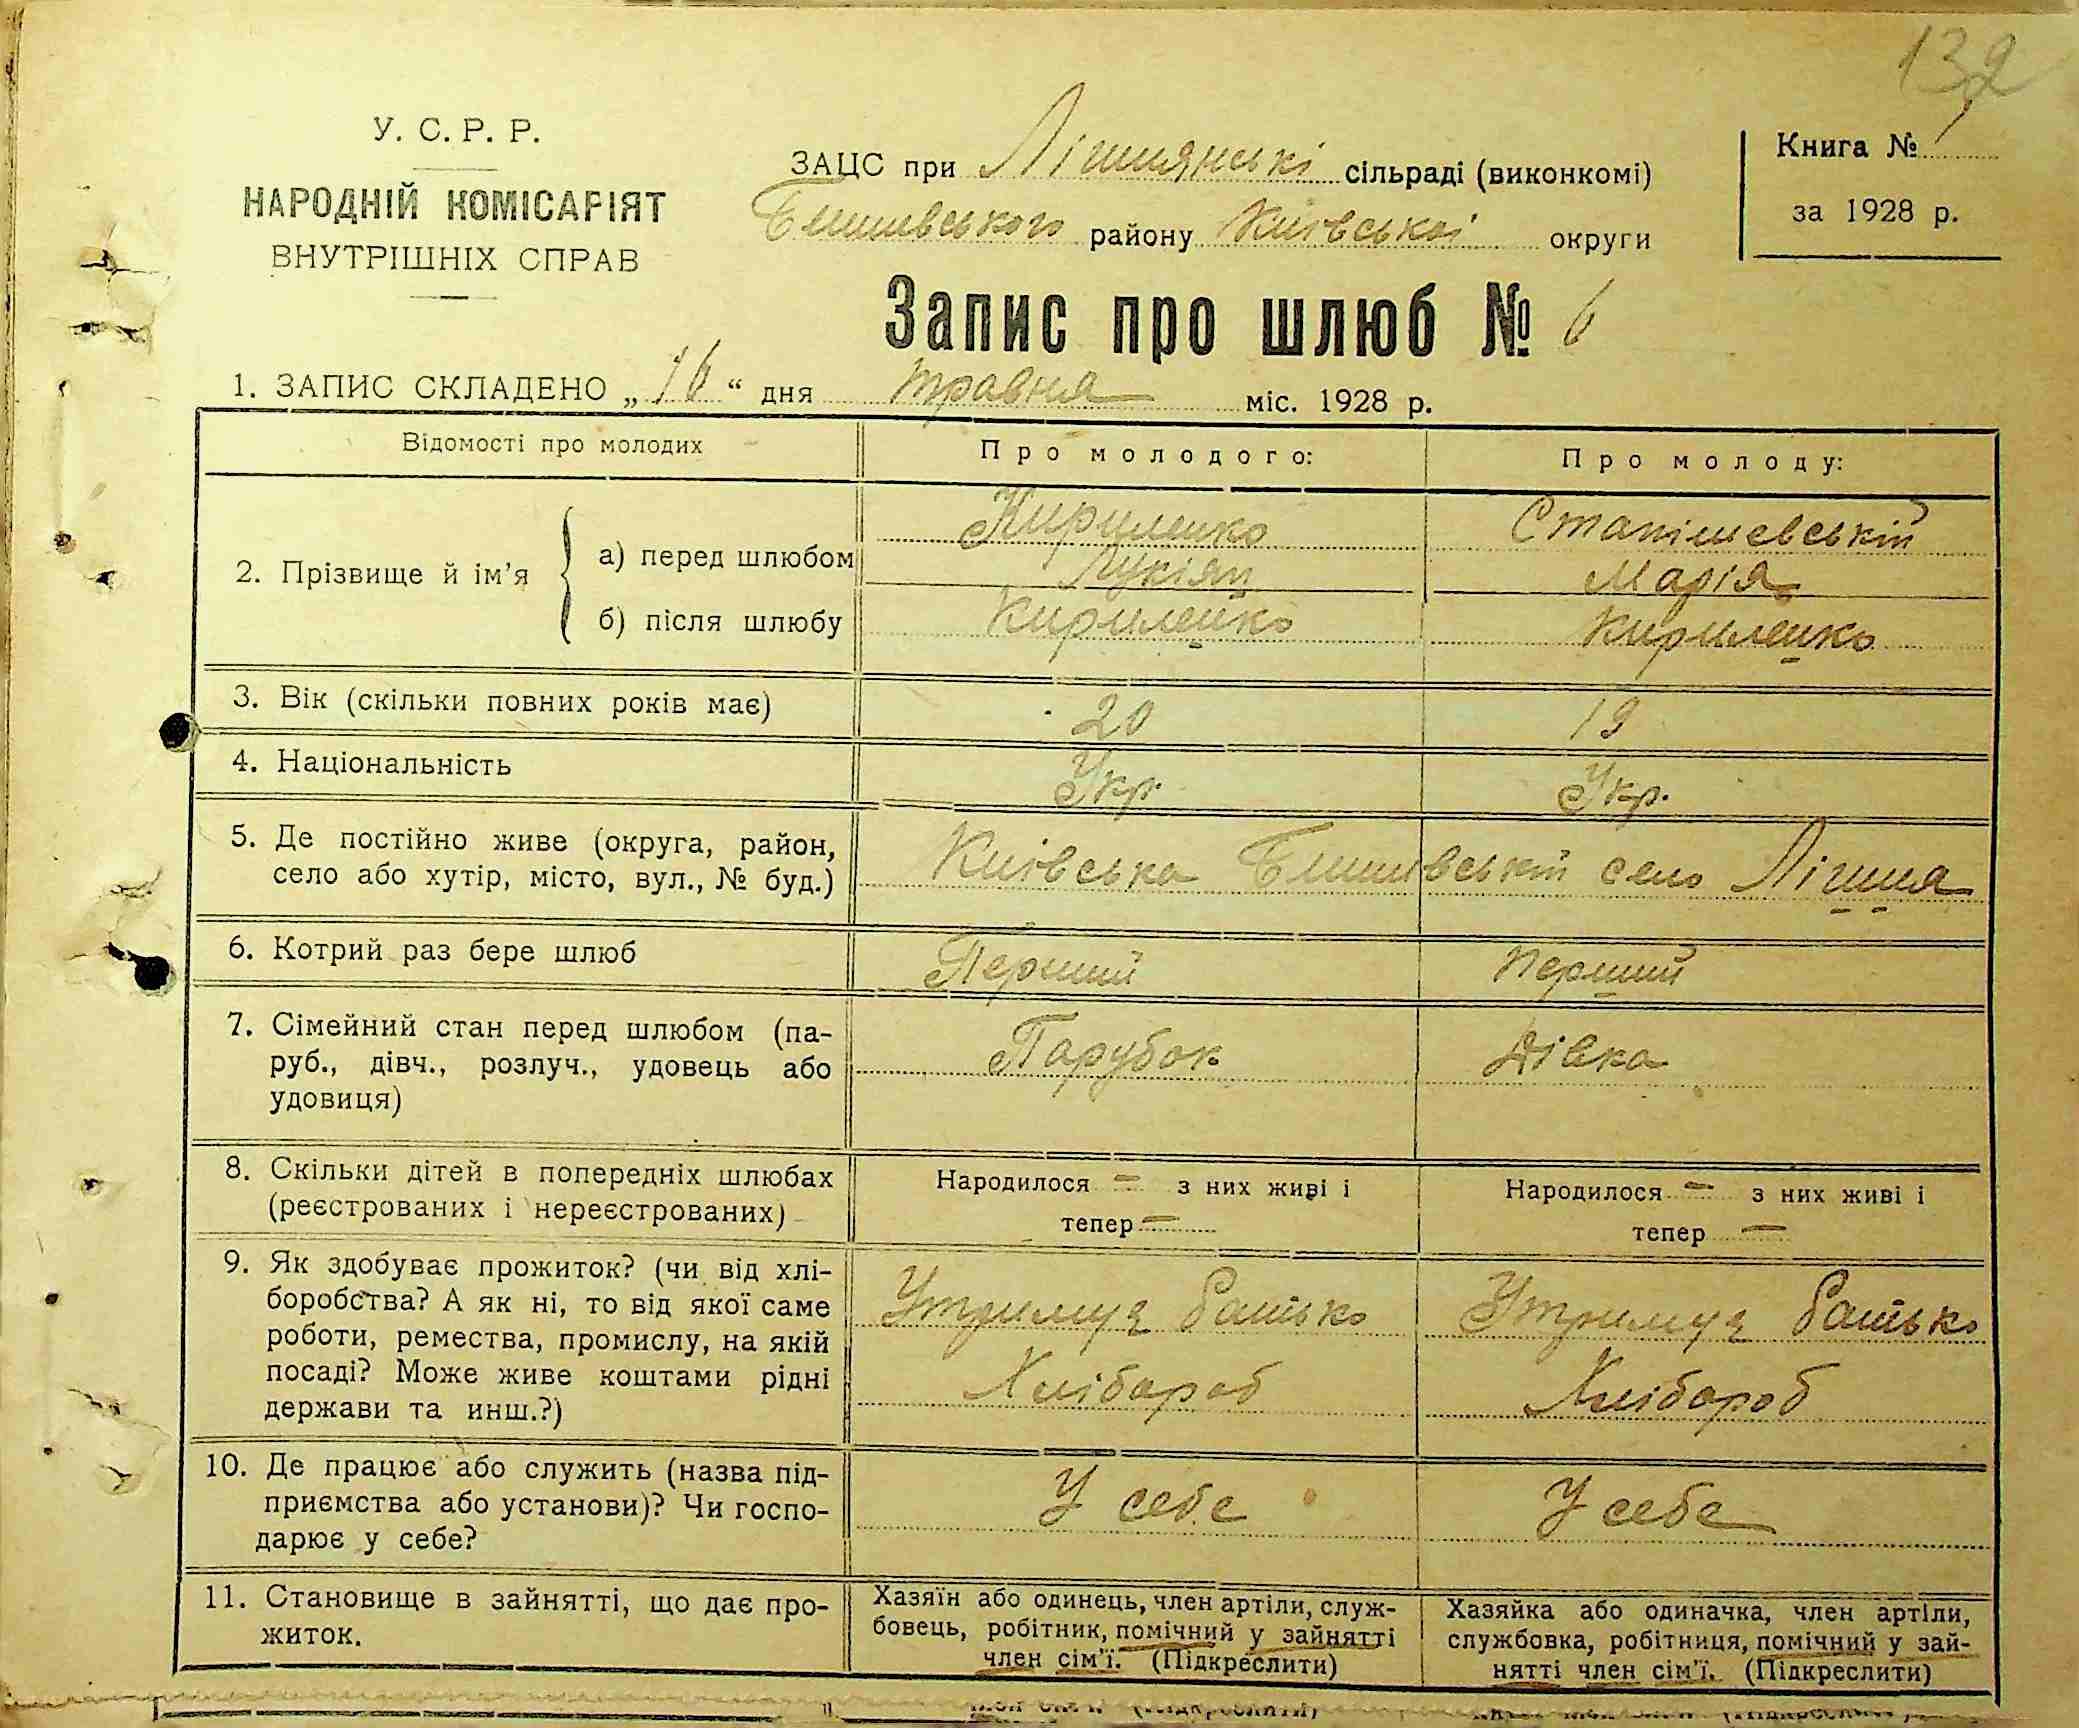 132
У. С. Р. Р.
НАРОДНІЙ КОМІСАРІЯТ
ВНУТРІШНІХ СПРАВ
ЗАЦС при Лішнянські сільраді (виконкомі)
Бишивського району Київської округи
Книга №
за 1928 р.
Запис про шлюб № 6
1. ЗАПИС СКЛАДЕНО „16“ дня травня міс. 1928 р.
Відомості про молодих
Про молодого:
Про молоду:
2. Прізвище й ім’я
а) перед шлюбом
Кириленко
Лукіян
Станішевській
Марія
б) після шлюбу
Кириленко
Кириленко
3. Вік (скільки повних років має)
20
19
4. Національність
Укр.
Укр.
5. Де постійно живе (округа, район,
село або хутір, місто, вул., № буд.)
Київська Бишивській село Лішня
6. Котрий раз бере шлюб
Перший
Перший
7. Сімейний стан перед шлюбом (па-
руб., дівч., розлуч., удовець або
удовиця)
Парубок
Дівка
8. Скільки дітей в попередніх шлюбах
(реєстрованих і нереєстрованих)
Народилося — з них живі і
тепер —
Народилося — з них живі і
тепер —
9. Як здобуває прожиток? (чи від хлі-
боробства? А як ні, то від якої саме
роботи, ремества, промислу, на якій
посаді? Може живе коштами рідні
держави та инш.?)
Утримує батько
Хлібороб
Утримує батько
Хлібороб
10. Де працює або служить (назва під-
приємства або установи)? Чи госпо-
дарює у себе?
У себе
У себе
11. Становище в зайнятті, що дає про-
житок.
Хазяїн або одинець, член артіли, служ-
бовець, робітник, помічний у зайнятті
член сім’ї. (Підкреслити)
Хазяйка або одиначка, член артіли,
службовка, робітниця, помічний у зай-
нятті член сім’ї. (Підкреслити)